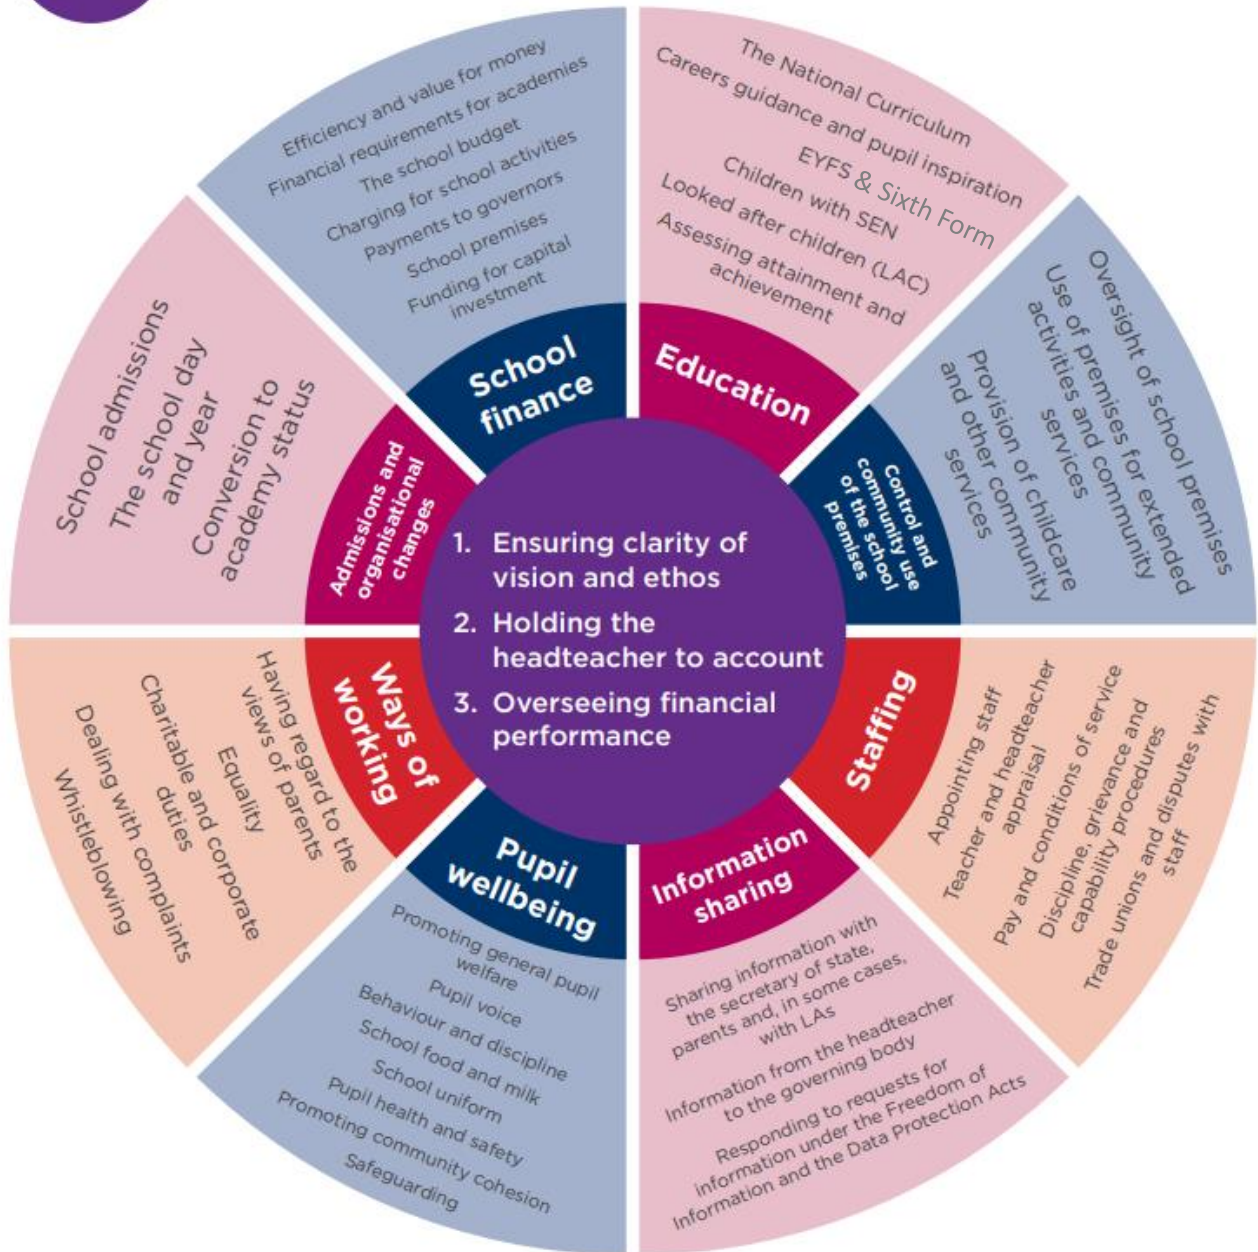 Efficiency and value for money
Financial requirements for academies
The school budget
Charging for school activities
Payments to governors
School premises
Funding for capital
investment
School
finance
The National Curriculum
Careers guidance and pupil inspiration
EYFS & Sixth Form
Children with SEN
Looked after children (LAC)
Assessing attainment and
achievement
Education
Oversight of school premises
Use of premises for extended
activities and community
services
Provision of childcare
and other community
services
Control and
community use
of the school
premises
Appointing staff
Teacher and headteacher
appraisal
Pay and conditions of service
Discipline, grievance and
capability procedures
Trade unions and disputes with
staff
Staffing
Information
sharing
Sharing information with
the secretary of state,
parents and, in some cases,
with LAs
Information from the headteacher
to the governing body
Responding to requests for
information under the Freedom of
Information and the Data Protection Acts
Pupil
wellbeing
Promoting general pupil
welfare
Pupil voice
Behaviour and discipline
School food and milk
School uniform
Pupil health and safety
Promoting community cohesion
Safeguarding
Ways of
working
Having regard to the
views of parents
Equality
Charitable and corporate
duties
Dealing with complaints
Whistleblowing
School admissions
The school day
and year
Conversion to
academy status
Admissions and
organisational
changes
1. Ensuring clarity of
vision and ethos
2. Holding the
headteacher to account
3. Overseeing financial
performance